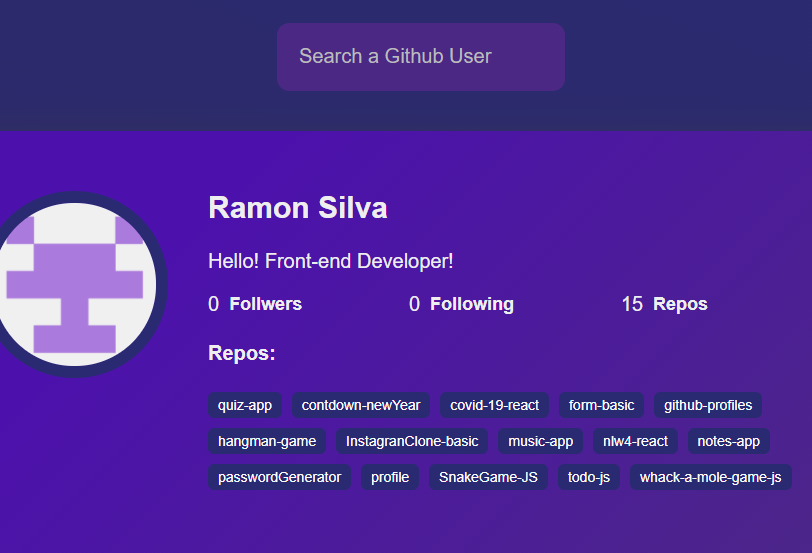 Search a Github User
Ramon Silva
Hello! Front-end Developer!
0 Follwers 0 Following 15 Repos
Repos:
quiz-app contdown-newYear covid-19-react form-basic github-profiles
hangman-game InstagranClone-basic music-app nlw4-react notes-app
passwordGenerator profile SnakeGame-JS todo-js whack-a-mole-game-js